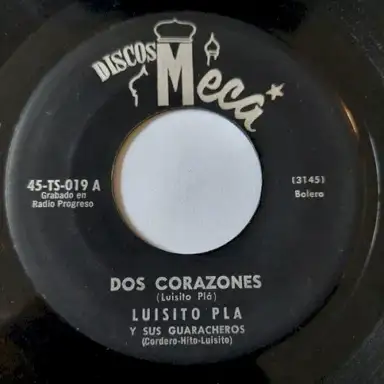 DISCOS Meca
45-TS-019 A
Grabado en
Radio Progreso
(3145)
Bolero
DOS CORAZONES
(Luisito Plá)
LUISITO PLA
Y SUS GUARACHEROS
(Cordero-Hito-Luisito)